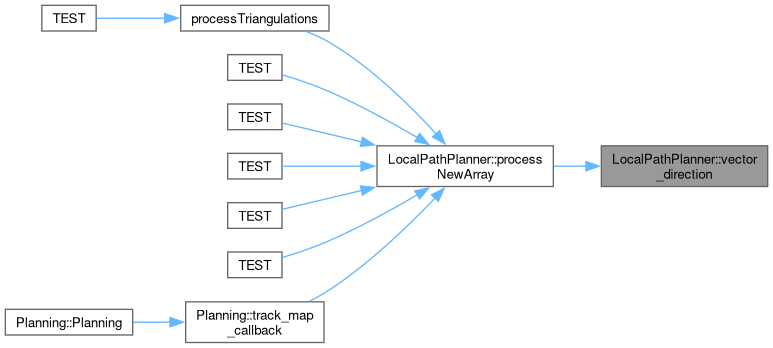 TEST
processTriangulations
TEST
TEST
TEST
TEST
TEST
LocalPathPlanner::process
NewArray
LocalPathPlanner::vector
_direction
Planning::Planning
Planning::track_map
_callback